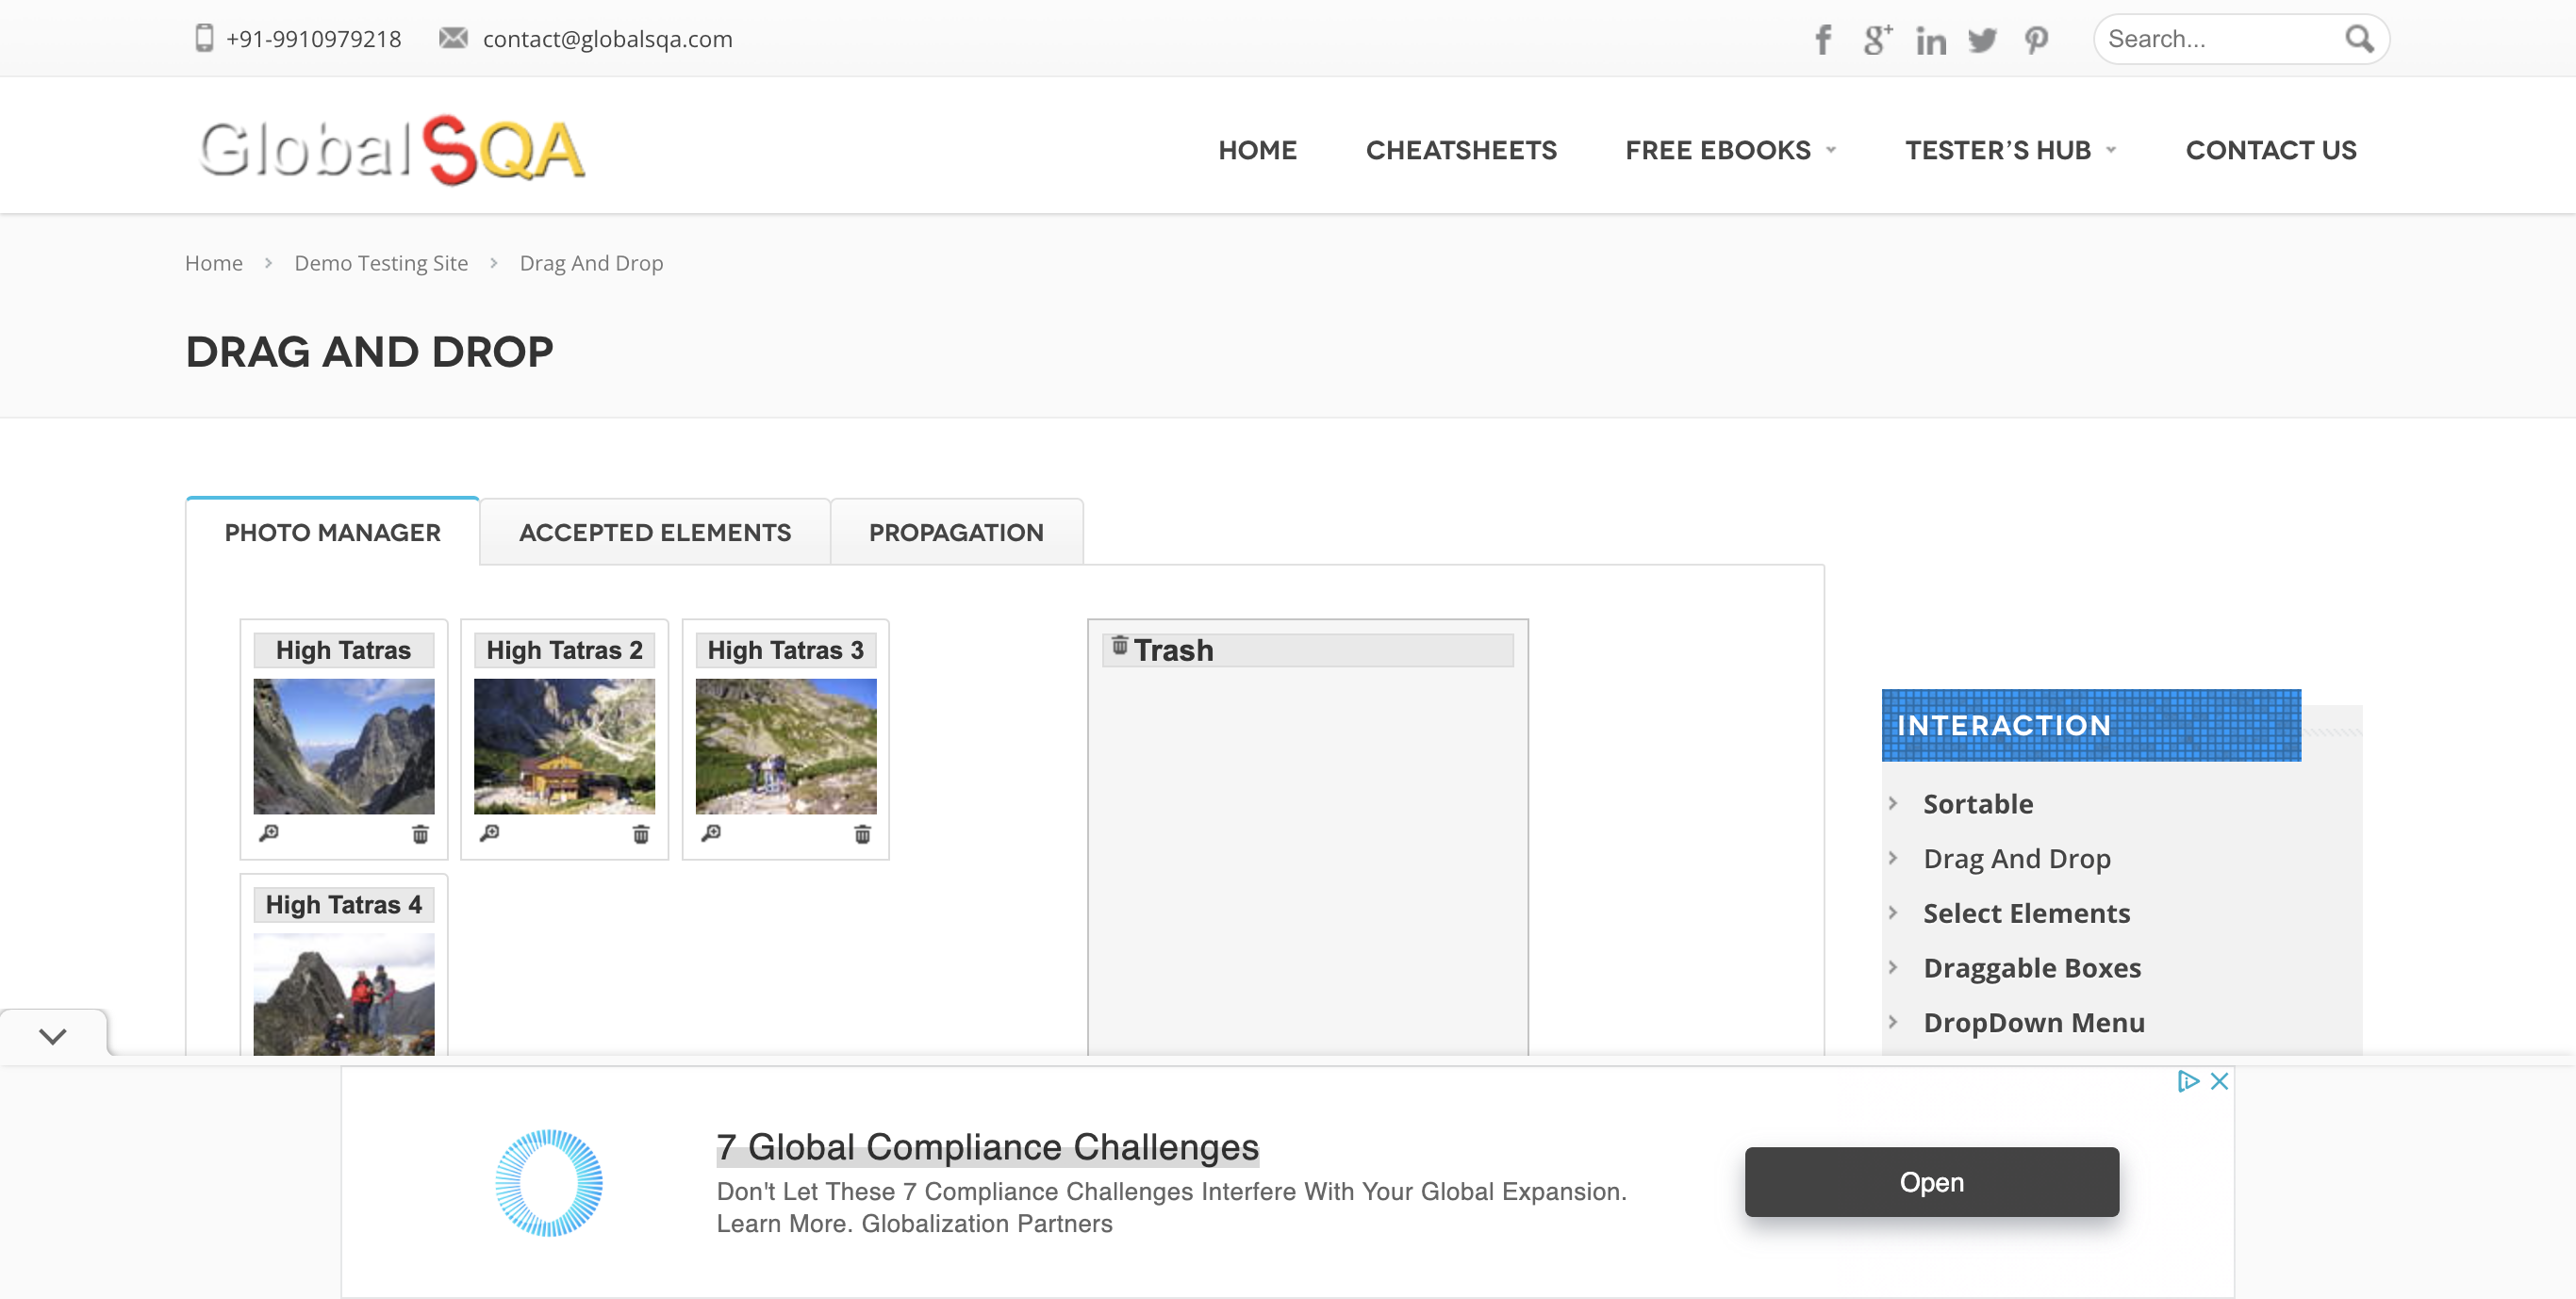 +91-9910979218 contact@globalsqa.com Search...
GlobalSQA
HOME CHEATSHEETS FREE EBOOKS TESTER’S HUB CONTACT US
Home > Demo Testing Site > Drag And Drop
DRAG AND DROP
PHOTO MANAGER ACCEPTED ELEMENTS PROPAGATION
High Tatras High Tatras 2 High Tatras 3
High Tatras 4
Trash
INTERACTION
Sortable
Drag And Drop
Select Elements
Draggable Boxes
DropDown Menu
7 Global Compliance Challenges
Don't Let These 7 Compliance Challenges Interfere With Your Global Expansion.
Learn More. Globalization Partners
Open